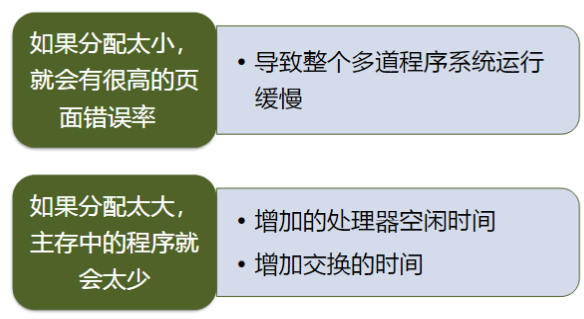 如果分配太小，
就会有很高的页
面错误率
• 导致整个多道程序系统运行
缓慢
如果分配太大，
主存中的程序就
会太少
• 增加的处理器空闲时间
• 增加交换的时间